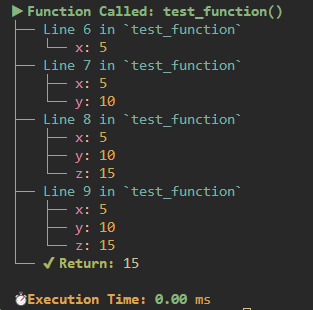 ▶ Function Called: test_function()
├── Line 6 in `test_function`
│   └── x: 5
├── Line 7 in `test_function`
│   ├── x: 5
│   └── y: 10
├── Line 8 in `test_function`
│   ├── x: 5
│   ├── y: 10
│   └── z: 15
├── Line 9 in `test_function`
│   ├── x: 5
│   ├── y: 10
│   └── z: 15
└── ✔ Return: 15
⏱Execution Time: 0.00 ms